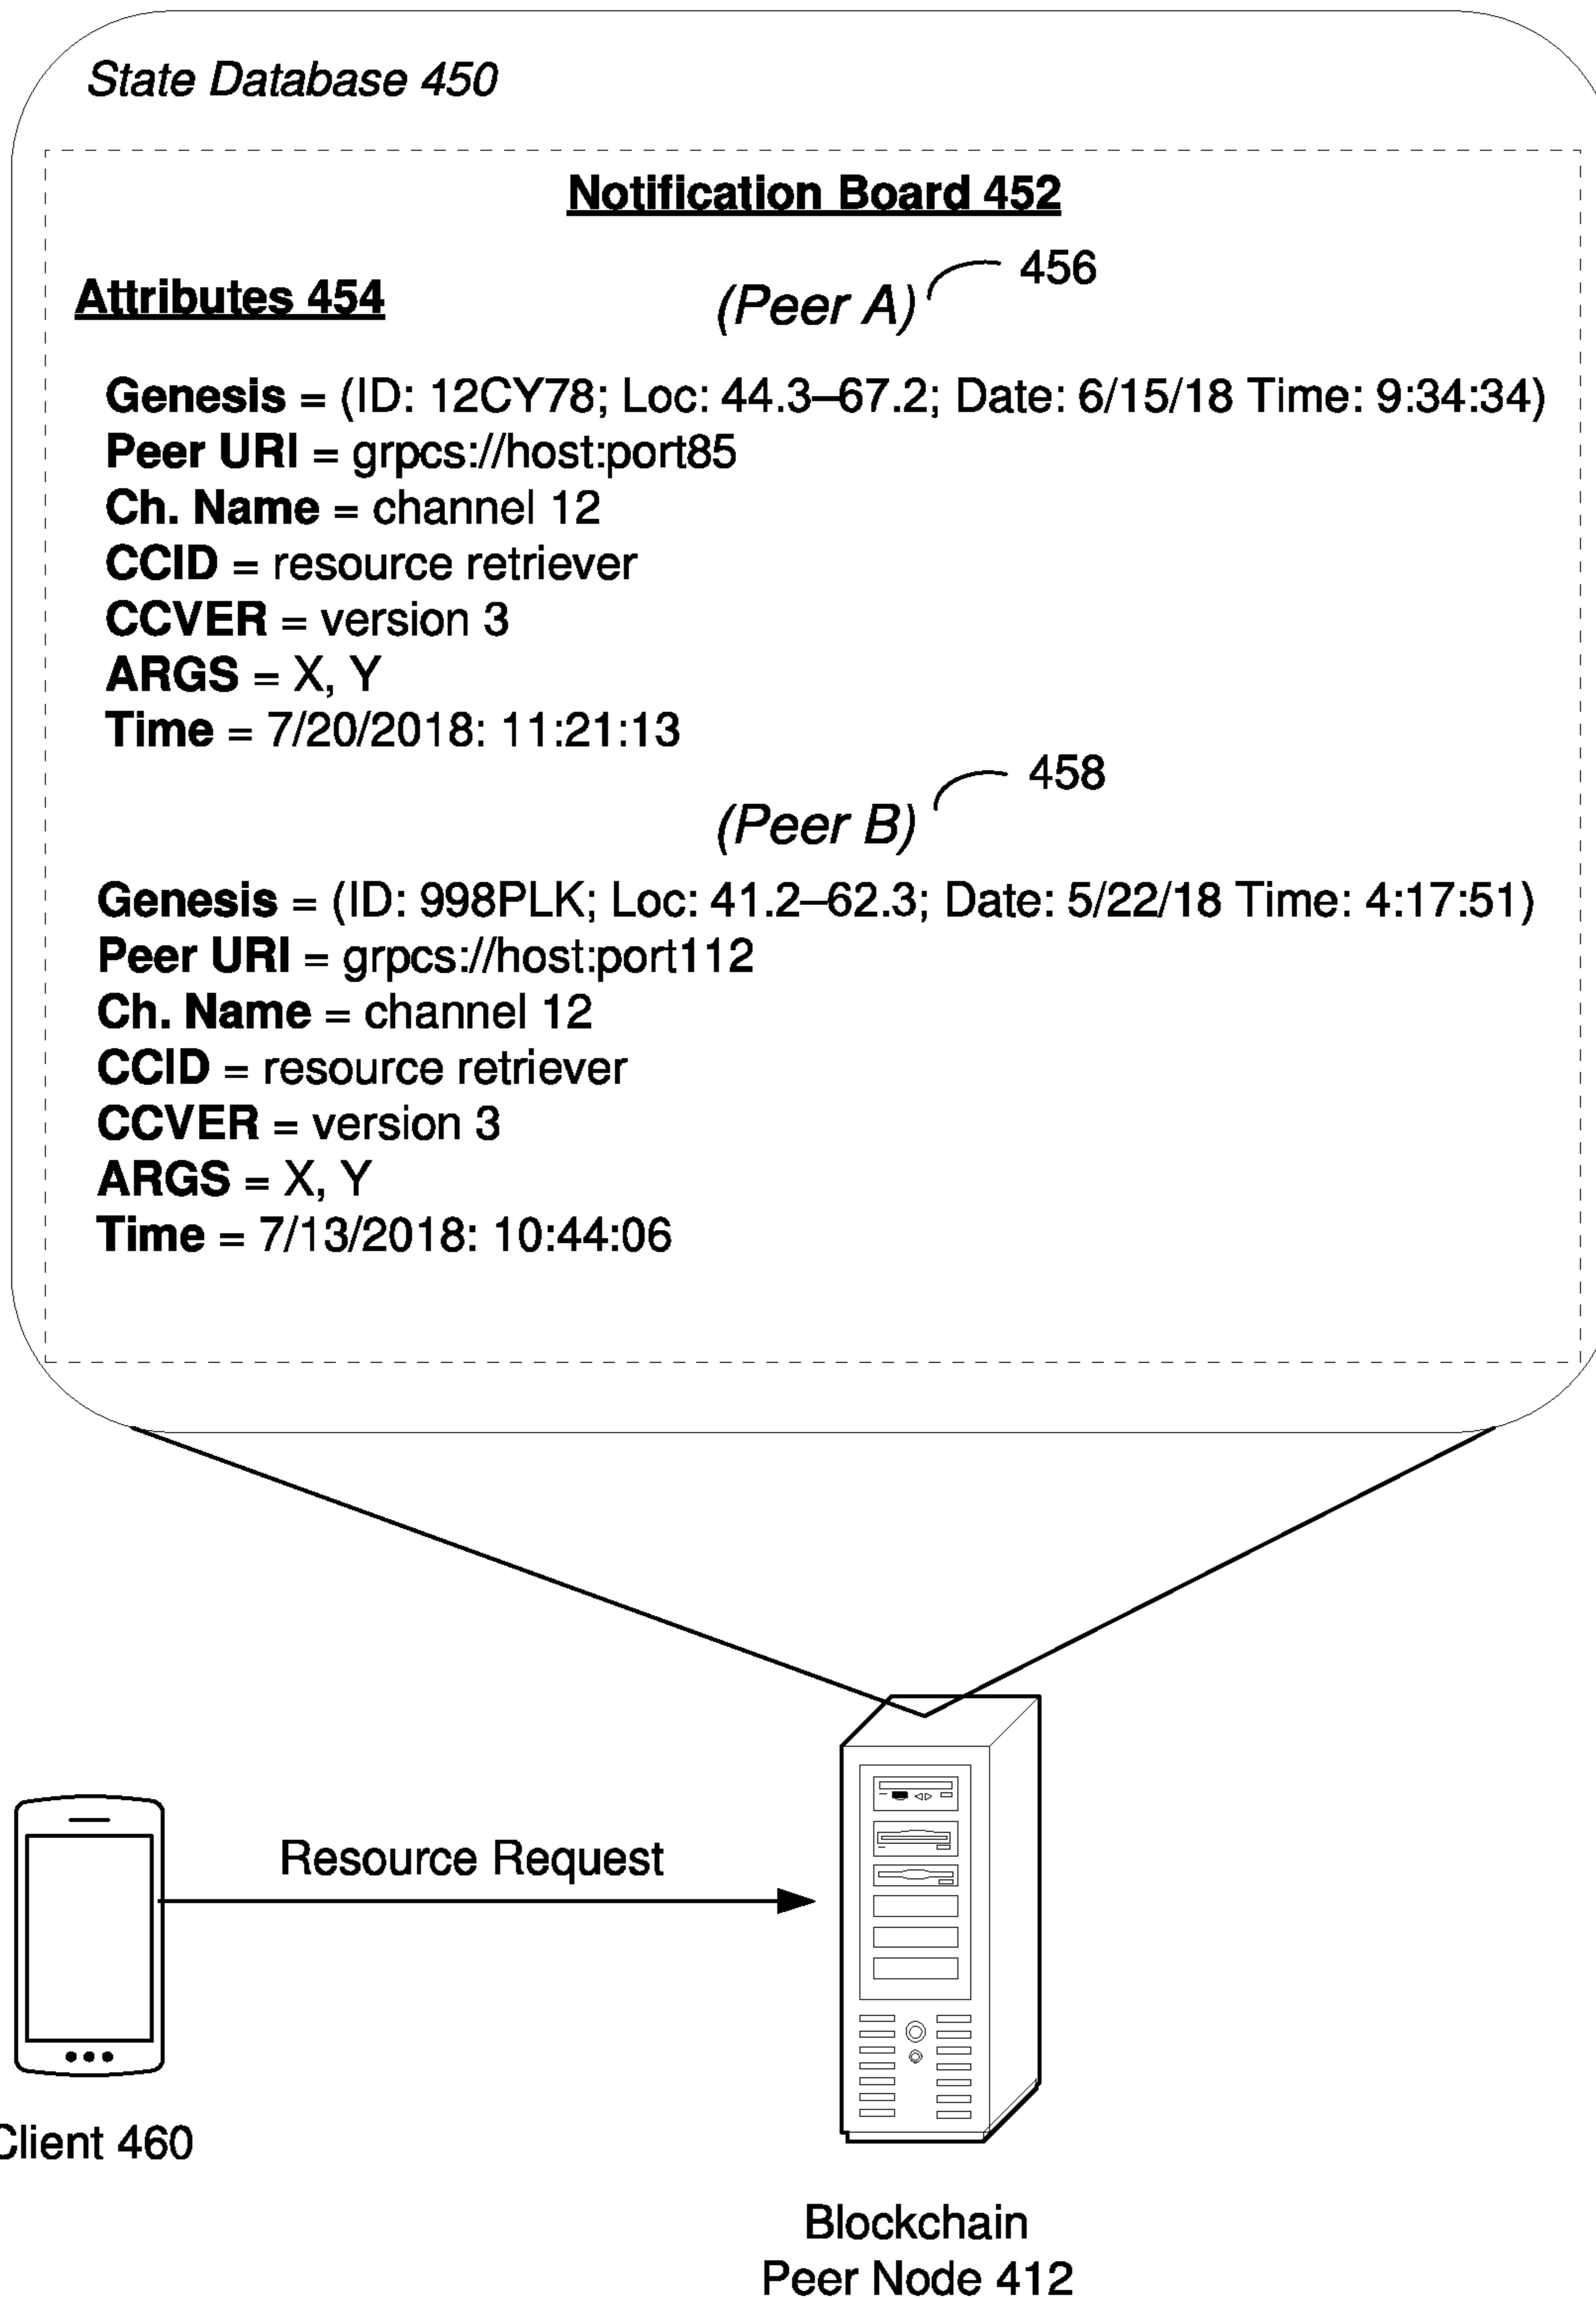 State Database 450
Notification Board 452
Attributes 454
(Peer A)
456
Genesis = (ID: 12CY78; Loc: 44.3–67.2; Date: 6/15/18 Time: 9:34:34)
Peer URI = grpcs://host:port85
Ch. Name = channel 12
CCID = resource retriever
CCVER = version 3
ARGS = X, Y
Time = 7/20/2018: 11:21:13
(Peer B)
458
Genesis = (ID: 998PLK; Loc: 41.2–62.3; Date: 5/22/18 Time: 4:17:51)
Peer URI = grpcs://host:port112
Ch. Name = channel 12
CCID = resource retriever
CCVER = version 3
ARGS = X, Y
Time = 7/13/2018: 10:44:06
Resource Request
Client 460
Blockchain
Peer Node 412